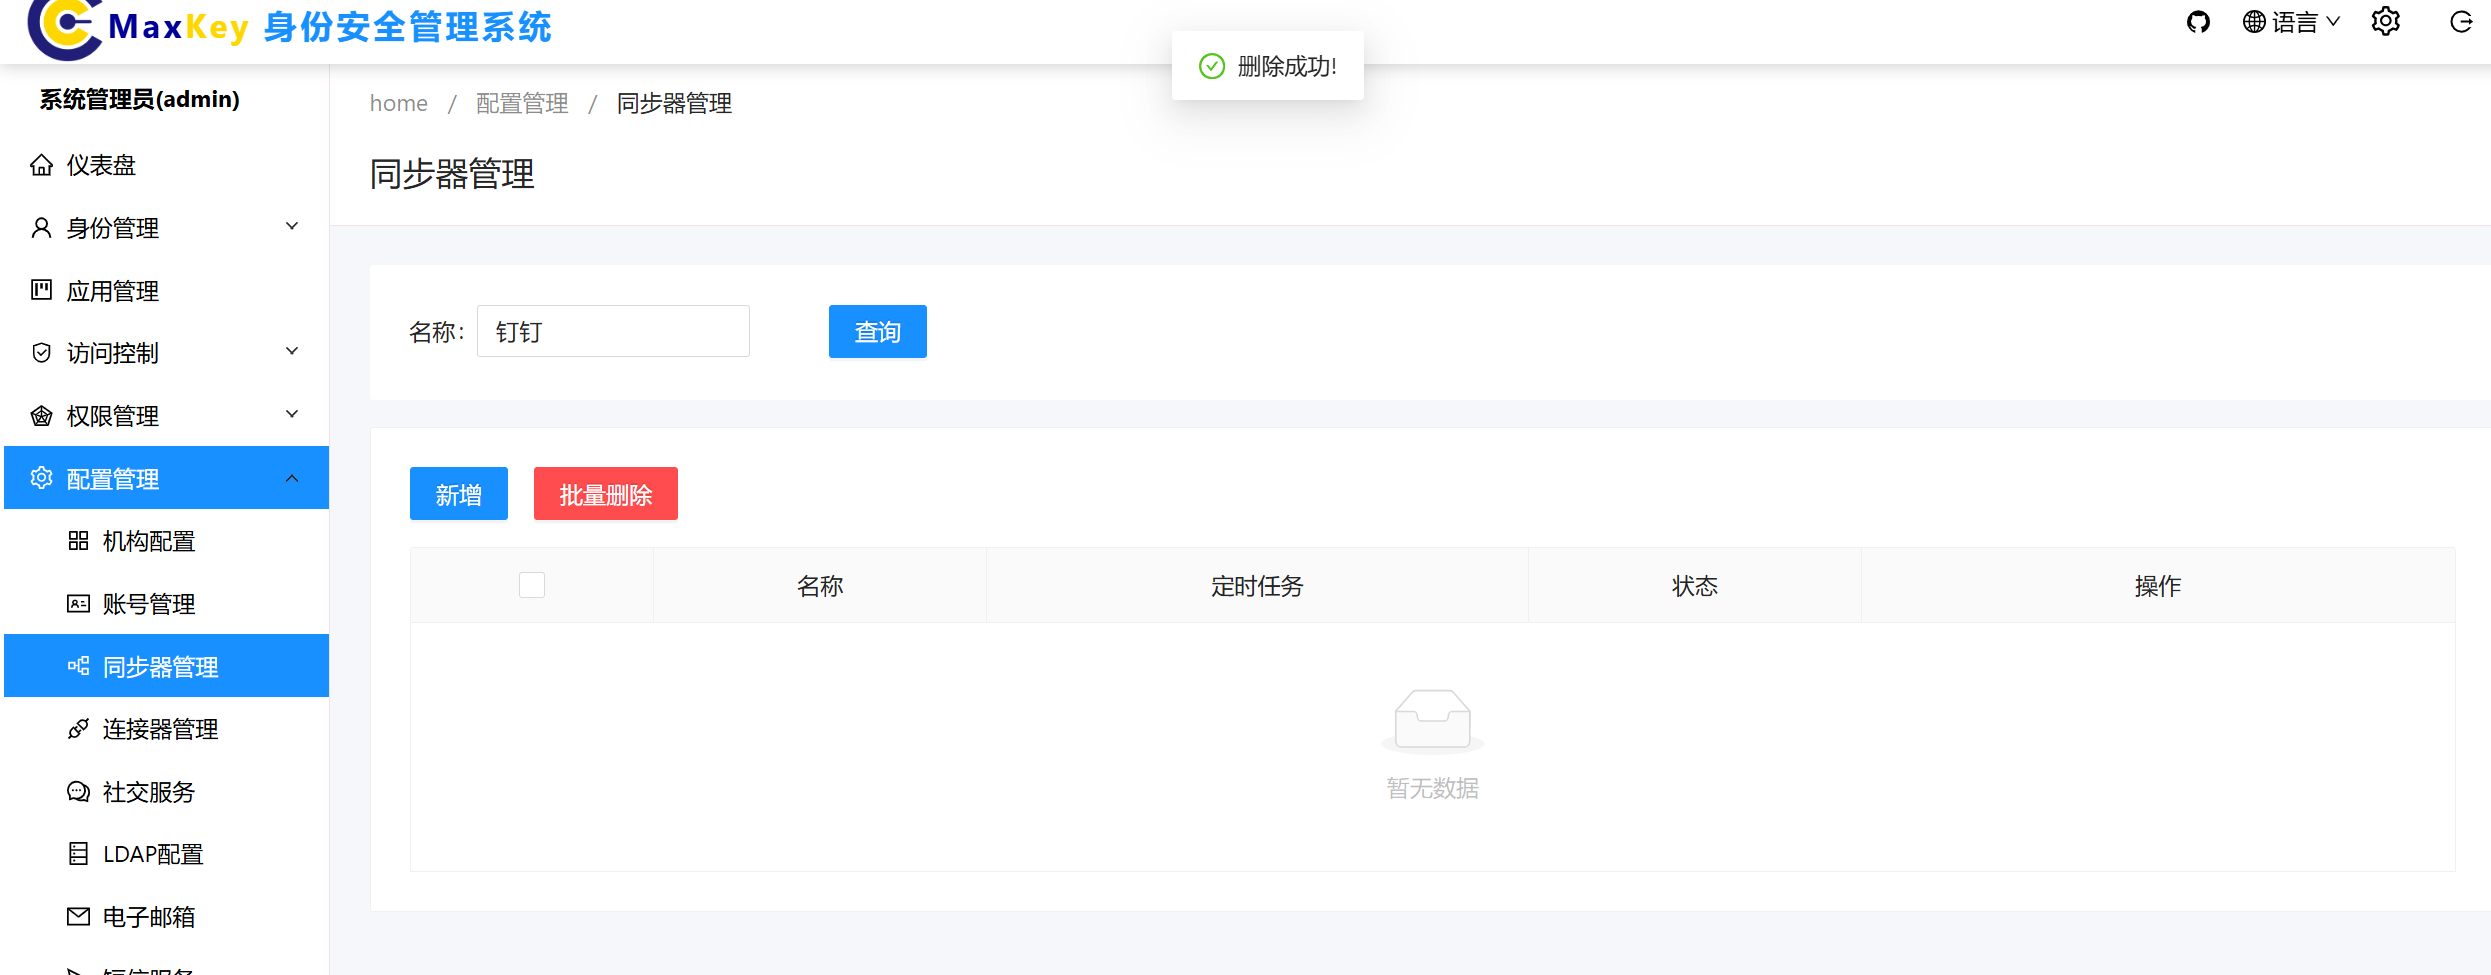 MaxKey 身份安全管理系统
语言
删除成功!
系统管理员(admin)
仪表盘
身份管理
应用管理
访问控制
权限管理
配置管理
机构配置
账号管理
同步器管理
连接器管理
社交服务
LDAP配置
电子邮箱
短信服务
home / 配置管理 / 同步器管理
同步器管理
名称: 钉钉 查询
新增 批量删除
名称 定时任务 状态 操作
暂无数据